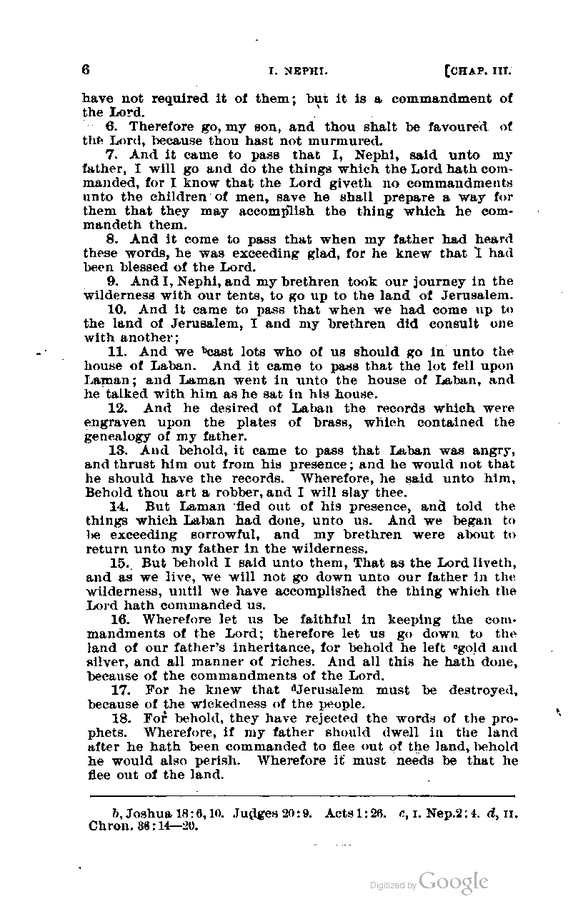 6 I. NEPHI. [CHAP. III.
have not required it of them; but it is a commandment of
the Lord.
6. Therefore go, my son, and thou shalt be favoured of
the Lord, because thou hast not murmured.
7. And it came to pass that I, Nephi, said unto my
father, I will go and do the things which the Lord hath com-
manded, for I know that the Lord giveth no commandments
unto the children of men, save he shall prepare a way for
them that they may accomplish the thing which he com-
mandeth them.
8. And it come to pass that when my father had heard
these words, he was exceeding glad, for he knew that I had
been blessed of the Lord.
9. And I, Nephi, and my brethren took our journey in the
wilderness with our tents, to go up to the land of Jerusalem.
10. And it came to pass that when we had come up to
the land of Jerusalem, I and my brethren did consult one
with another;
11. And we bcast lots who of us should go in unto the
house of Laban. And it came to pass that the lot fell upon
Laman; and Laman went in unto the house of Laban, and
he talked with him as he sat in his house.
12. And he desired of Laban the records which were
engraven upon the plates of brass, which contained the
genealogy of my father.
13. And behold, it came to pass that Laban was angry,
and thrust him out from his presence; and he would not that
he should have the records. Wherefore, he said unto him,
Behold thou art a robber, and I will slay thee.
14. But Laman fled out of his presence, and told the
things which Laban had done, unto us. And we began to
be exceeding sorrowful, and my brethren were about to
return unto my father in the wilderness.
15. But behold I said unto them, That as the Lord liveth,
and as we live, we will not go down unto our father in the
wilderness, until we have accomplished the thing which the
Lord hath commanded us.
16. Wherefore let us be faithful in keeping the com-
mandments of the Lord; therefore let us go down to the
land of our father's inheritance, for behold he left cgold and
silver, and all manner of riches. And all this he hath done,
because of the commandments of the Lord.
17. For he knew that dJerusalem must be destroyed,
because of the wickedness of the people.
18. For behold, they have rejected the words of the pro-
phets. Wherefore, if my father should dwell in the land
after he hath been commanded to flee out of the land, behold
he would also perish. Wherefore it must needs be that he
flee out of the land.
b, Joshua 18:6, 10. Judges 20:9. Acts 1:26. c, I. Nep. 2:4. d, II.
Chron. 36:14—20.
Digitized by Google